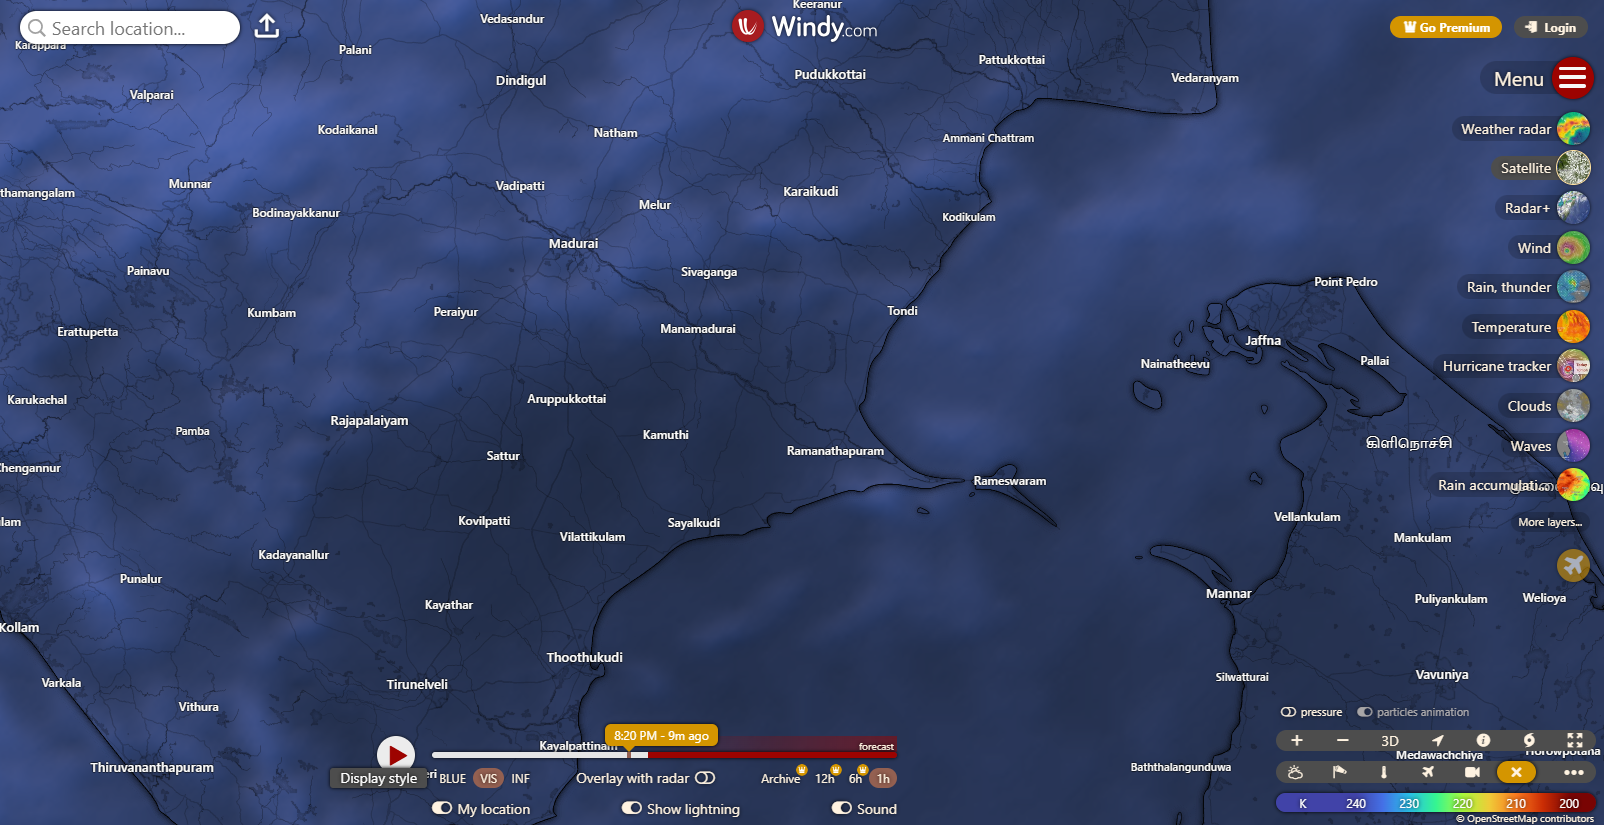 Search location...
Windy.com
Go Premium
Login
Menu
Weather radar
Satellite
Radar+
Wind
Rain, thunder
Temperature
Hurricane tracker
Clouds
Waves
Rain accumulati
More layers...
Keeranur
Vedasandur
Karappara
Palani
Pattukkottai
Dindigul
Pudukkottai
Vedaranyam
Valparai
Kodaikanal
Natham
Ammani Chattram
Munnar
Vadipatti
Karaikudi
thamangalam
Melur
Bodinayakkanur
Kodikulam
Madurai
Painavu
Sivaganga
Point Pedro
Kumbam
Peraiyur
Tondi
Erattupetta
Manamadurai
Jaffna
Nainatheevu
Pallai
Karukachal
Aruppukkottai
Rajapalaiyam
Pamba
Kamuthi
கிளிநொச்சி
Sattur
Ramanathapuram
Chengannur
Rameswaram
Kovilpatti
Sayalkudi
Vellankulam
lam
Vilattikulam
Mankulam
Kadayanallur
Punalur
Mannar
Puliyankulam
Welioya
Kayathar
Kollam
Thoothukudi
Varkala
Tirunelveli
Silwatturai
Vavuniya
Vithura
Kayalpattinam
Thiruvananthapuram
Baththalangunduwa
Medawachchiya
Horowpotana
8:20 PM - 9m ago
forecast
Display style
eri
BLUE VIS INF
Overlay with radar
Archive 12h 6h 1h
My location
Show lightning
Sound
pressure
particles animation
3D
K 240 230 220 210 200
© OpenStreetMap contributors